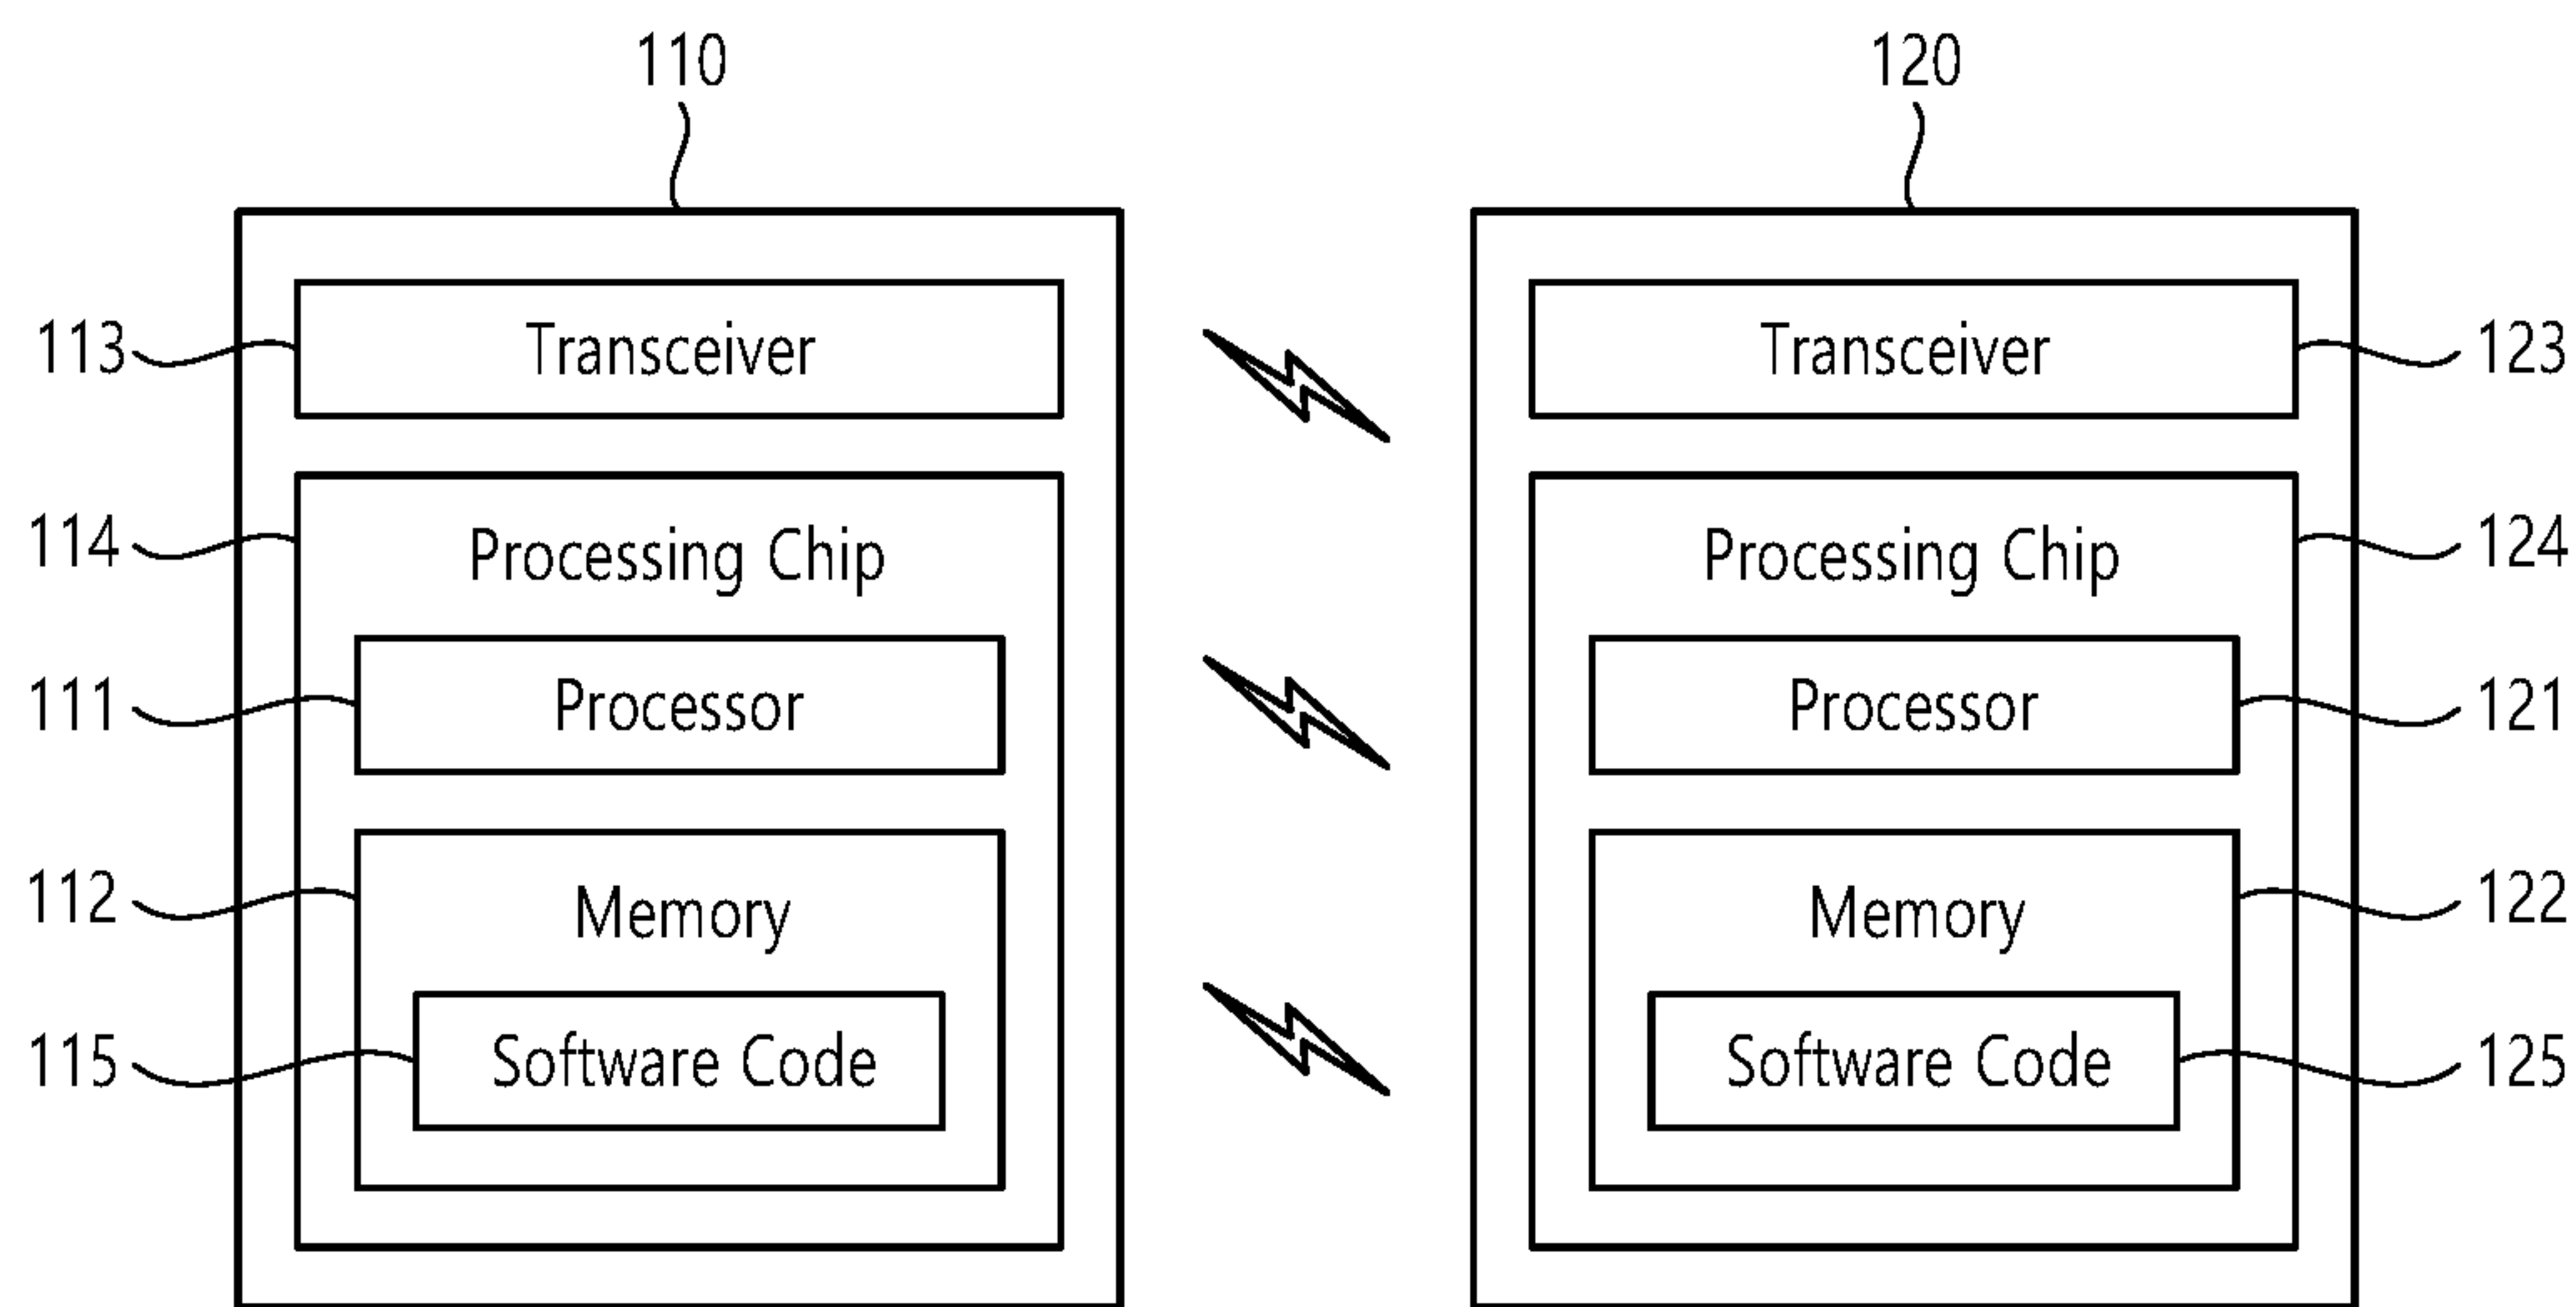 110
120
113
Transceiver
Transceiver
123
114
Processing Chip
Processing Chip
124
111
Processor
Processor
121
112
Memory
Memory
122
115
Software Code
Software Code
125